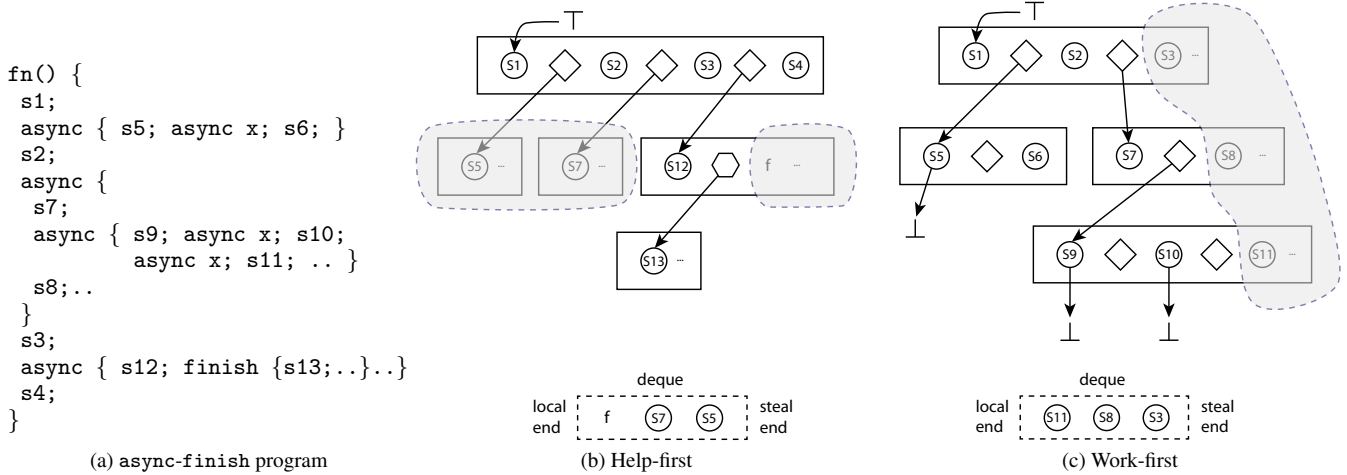 fn() {
s1;
async { s5; async x; s6; }
s2;
async {
s7;
async { s9; async x; s10;
async x; s11; .. }
s8;..
}
s3;
async { s12; finish {s13;..}..}
s4;
}
(a) async-finish program
⊤
S1 S2 S3 S4
S5 ... S7 ... S12 f ...
S13 ...
deque
local end
f S7 S5
steal end
(b) Help-first
⊤
S1 S2 S3 ...
S5 S6 S7 S8 ...
⊥
S9 S10 S11 ...
⊥ ⊥
deque
local end
S11 S8 S3
steal end
(c) Work-first